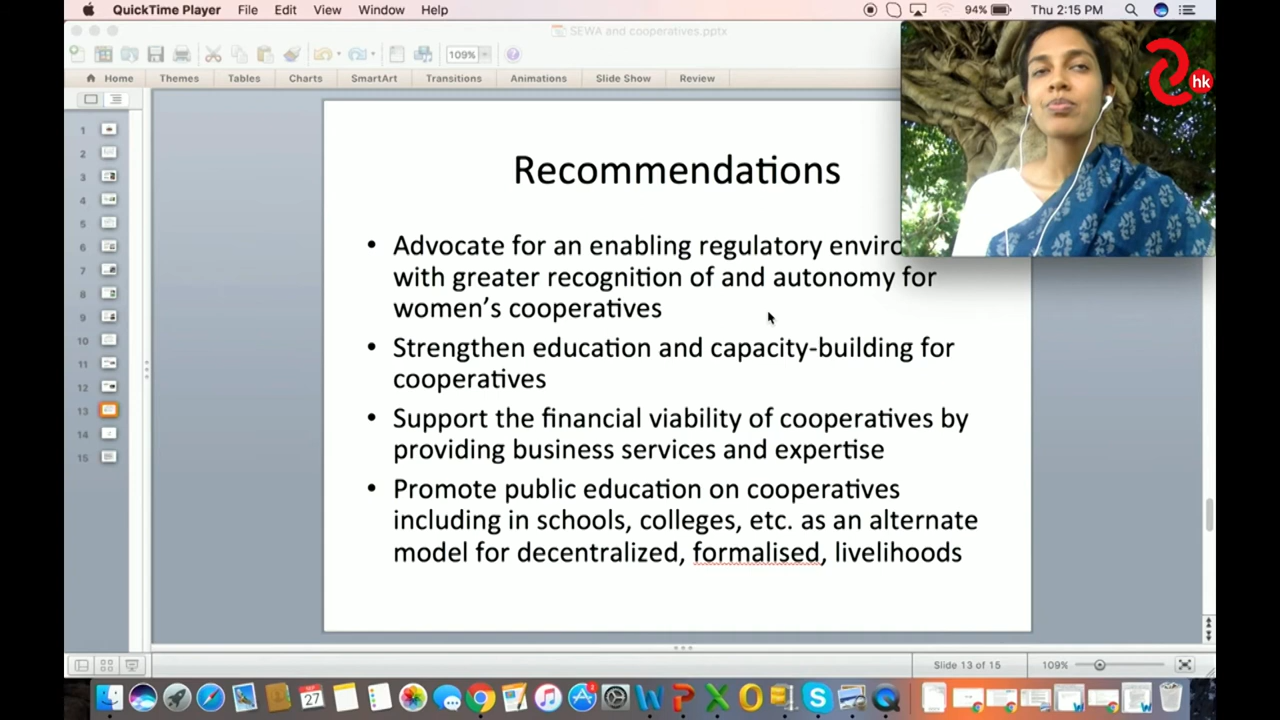 QuickTime Player File Edit View Window Help 94% Thu 2:15 PM
SEWA and cooperatives.pptx
109%
hk
Home Themes Tables Charts SmartArt Transitions Animations Slide Show Review
1
2
3
4
5
6
7
8
9
10
11
12
13
14
15
Recommendations
• Advocate for an enabling regulatory enviro
with greater recognition of and autonomy for
women's cooperatives
• Strengthen education and capacity-building for
cooperatives
• Support the financial viability of cooperatives by
providing business services and expertise
• Promote public education on cooperatives
including in schools, colleges, etc. as an alternate
model for decentralized, formalised, livelihoods
Slide 13 of 15 109%
SEP
27